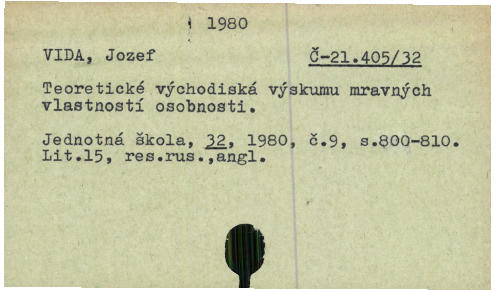 1980
VIDA, Jozef Č-21.405/32
Teoretické východiská výskumu mravných
vlastností osobnosti.
Jednotná škola, 32, 1980, č.9, s.800-810.
Lit.15, res.rus.,angl.